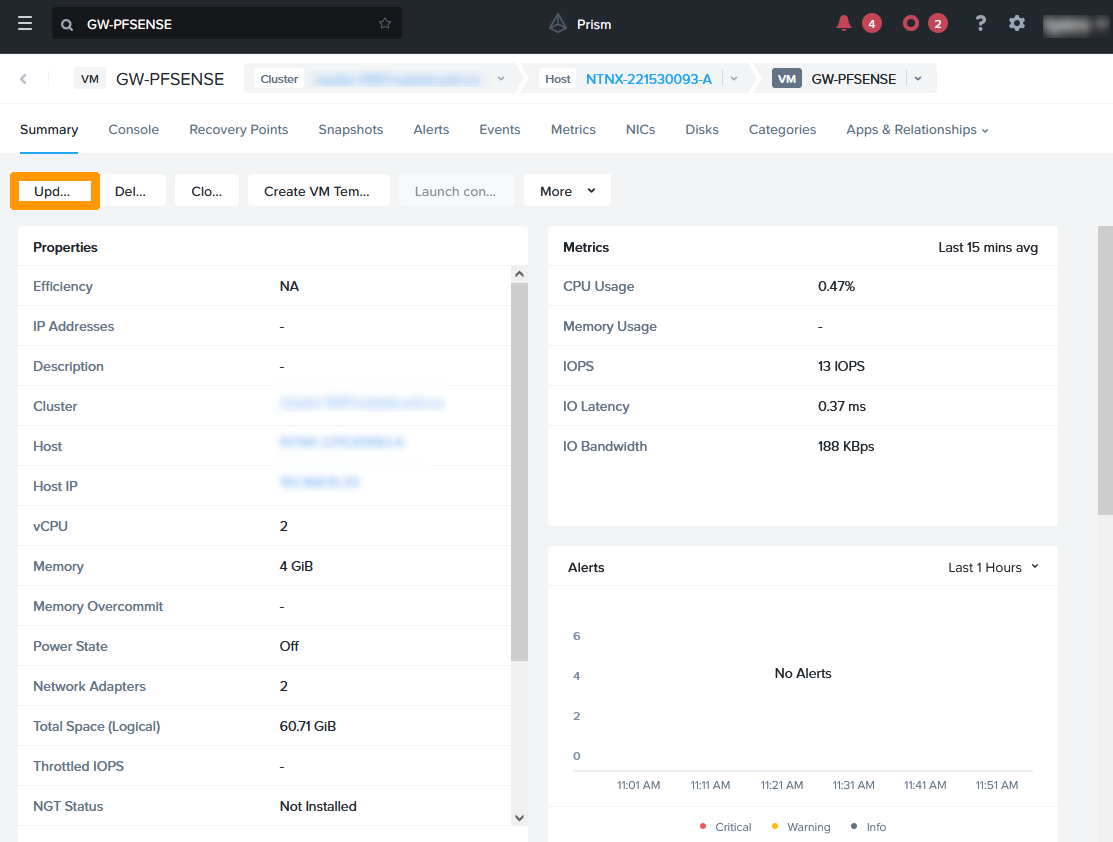 GW-PFSENSE
Prism
4
2
?
VM GW-PFSENSE
Cluster
Host NTNX-221530093-A
VM GW-PFSENSE
Summary Console Recovery Points Snapshots Alerts Events Metrics NICs Disks Categories Apps & Relationships
Upd... Del... Clo... Create VM Tem... Launch con... More
Properties
Efficiency NA
IP Addresses -
Description -
Cluster
Host
Host IP
vCPU 2
Memory 4 GiB
Memory Overcommit -
Power State Off
Network Adapters 2
Total Space (Logical) 60.71 GiB
Throttled IOPS -
NGT Status Not Installed
Metrics Last 15 mins avg
CPU Usage 0.47%
Memory Usage -
IOPS 13 IOPS
IO Latency 0.37 ms
IO Bandwidth 188 KBps
Alerts Last 1 Hours
6
4
2
0
No Alerts
11:01 AM 11:11 AM 11:21 AM 11:31 AM 11:41 AM 11:51 AM
Critical Warning Info